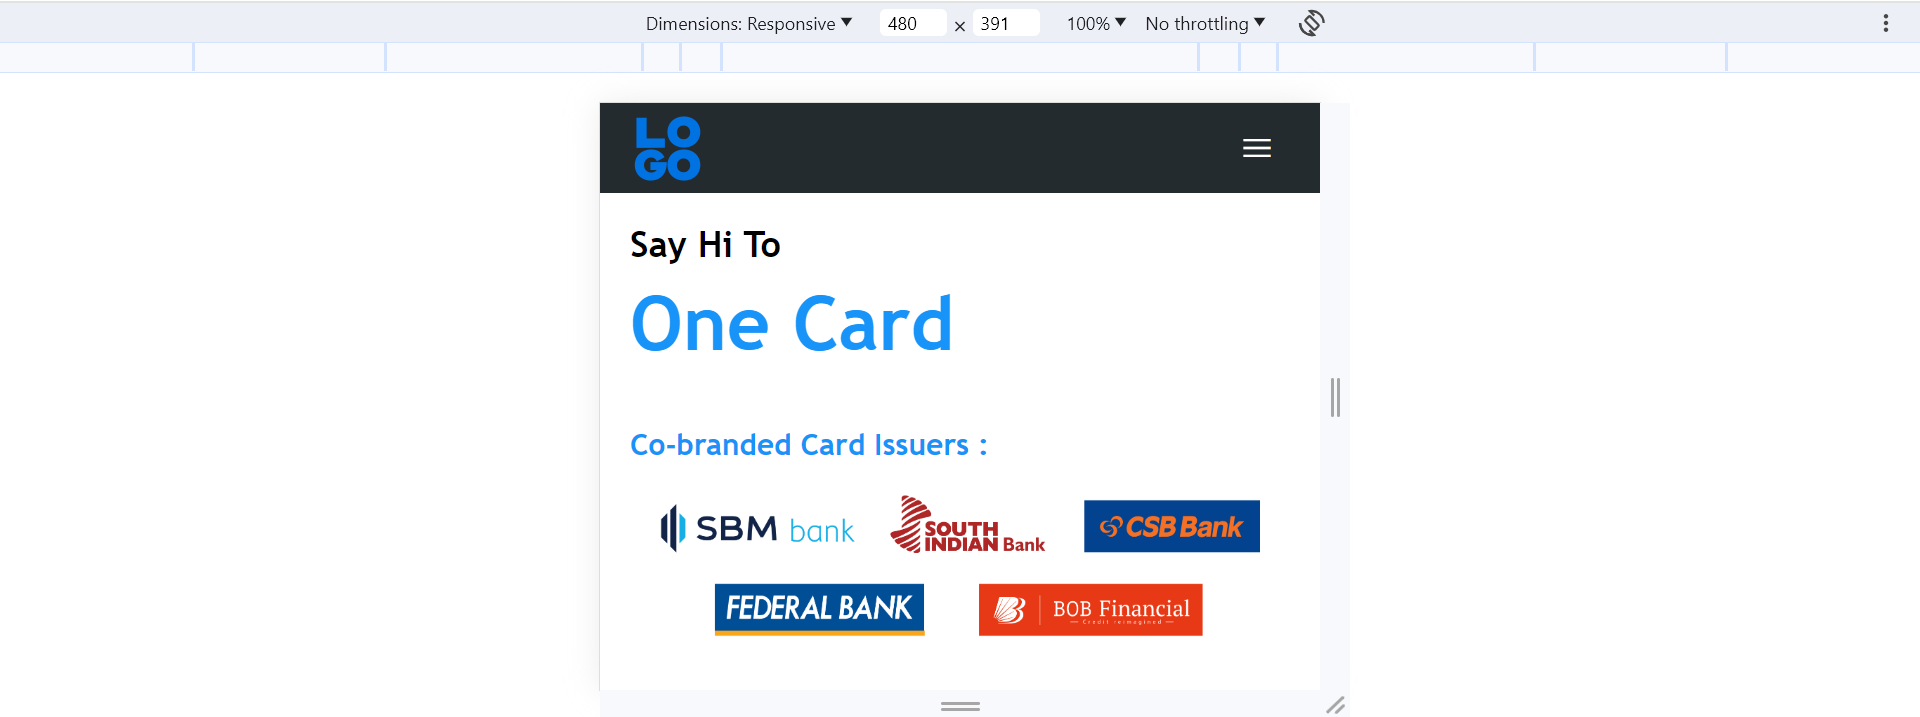 Dimensions: Responsive 480 × 391 100% No throttling
LO
GO
Say Hi To
One Card
Co-branded Card Issuers :
SBM bank
SOUTH
INDIAN Bank
CSB Bank
FEDERAL BANK
BOB Financial
Credit reimagined